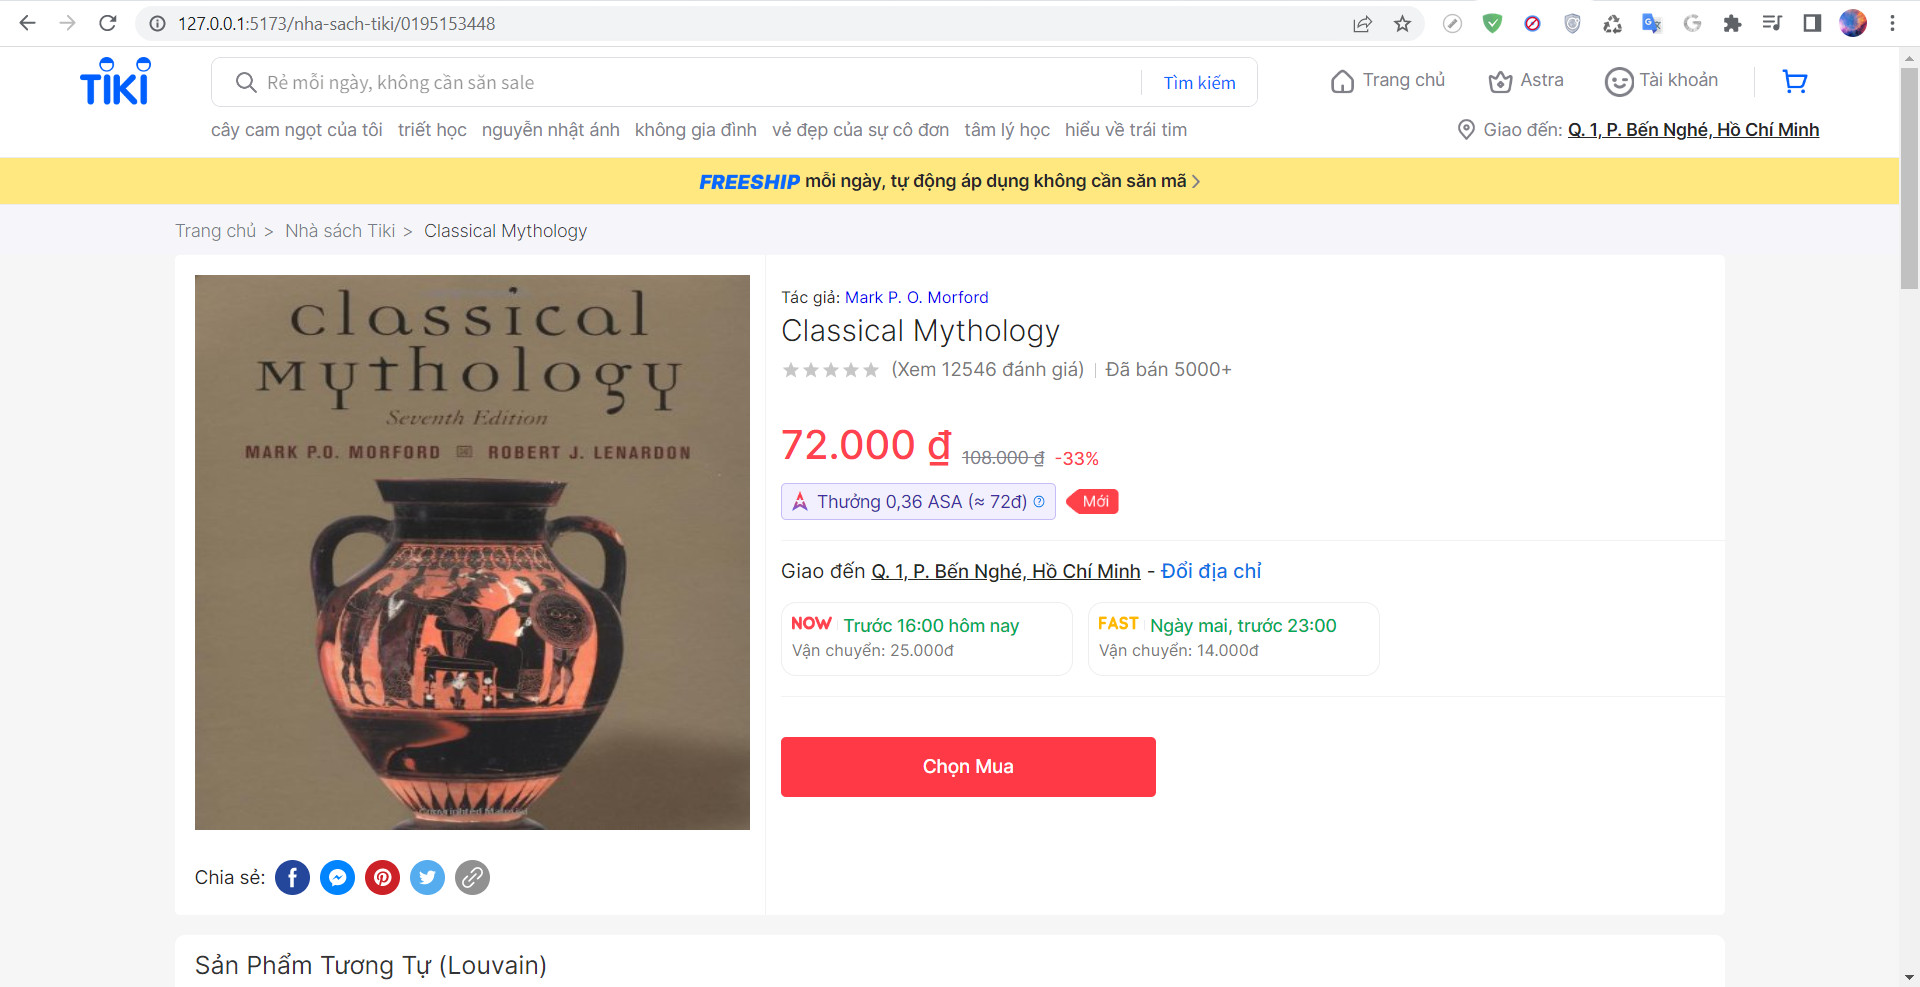 127.0.0.1:5173/nha-sach-tiki/0195153448
TiKi
Rẻ mỗi ngày, không cần săn sale
Tìm kiếm
Trang chủ
Astra
Tài khoản
cây cam ngọt của tôi triết học nguyễn nhật ánh không gia đình vẻ đẹp của sự cô đơn tâm lý học hiểu về trái tim
Giao đến: Q. 1, P. Bến Nghé, Hồ Chí Minh
FREESHIP mỗi ngày, tự động áp dụng không cần săn mã >
Trang chủ > Nhà sách Tiki > Classical Mythology
classical
mythology
Seventh Edition
MARK P.O. MORFORD ROBERT J. LENARDON
Copyrighted Material
Chia sẻ:
Tác giả: Mark P. O. Morford
Classical Mythology
(Xem 12546 đánh giá) | Đã bán 5000+
72.000 ₫ 108.000 ₫ -33%
Thưởng 0,36 ASA (≈ 72đ) ? Mới
Giao đến Q. 1, P. Bến Nghé, Hồ Chí Minh - Đổi địa chỉ
NOW Trước 16:00 hôm nay
Vận chuyển: 25.000đ
FAST Ngày mai, trước 23:00
Vận chuyển: 14.000đ
Chọn Mua
Sản Phẩm Tương Tự (Louvain)